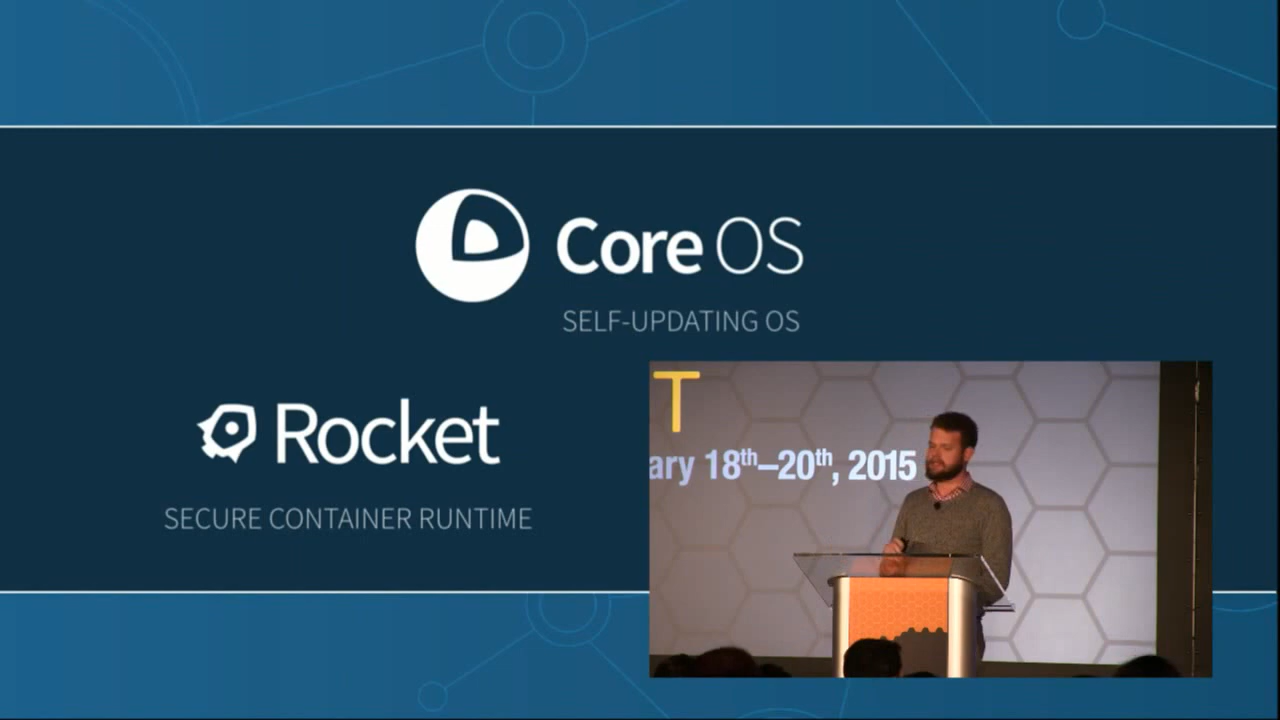 Core OS
SELF-UPDATING OS
Rocket
SECURE CONTAINER RUNTIME
T
ary 18th–20th, 2015